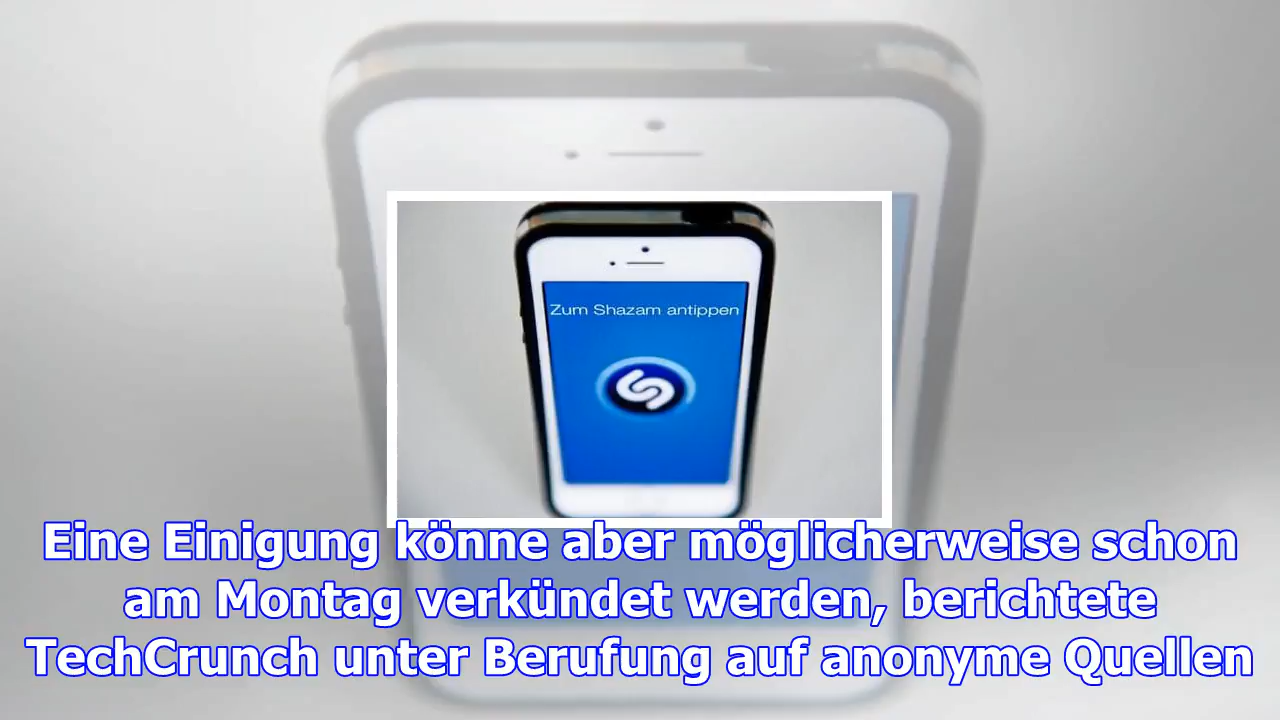 Zum Shazam antippen
Eine Einigung könne aber möglicherweise schon
am Montag verkündet werden, berichtete
TechCrunch unter Berufung auf anonyme Quellen